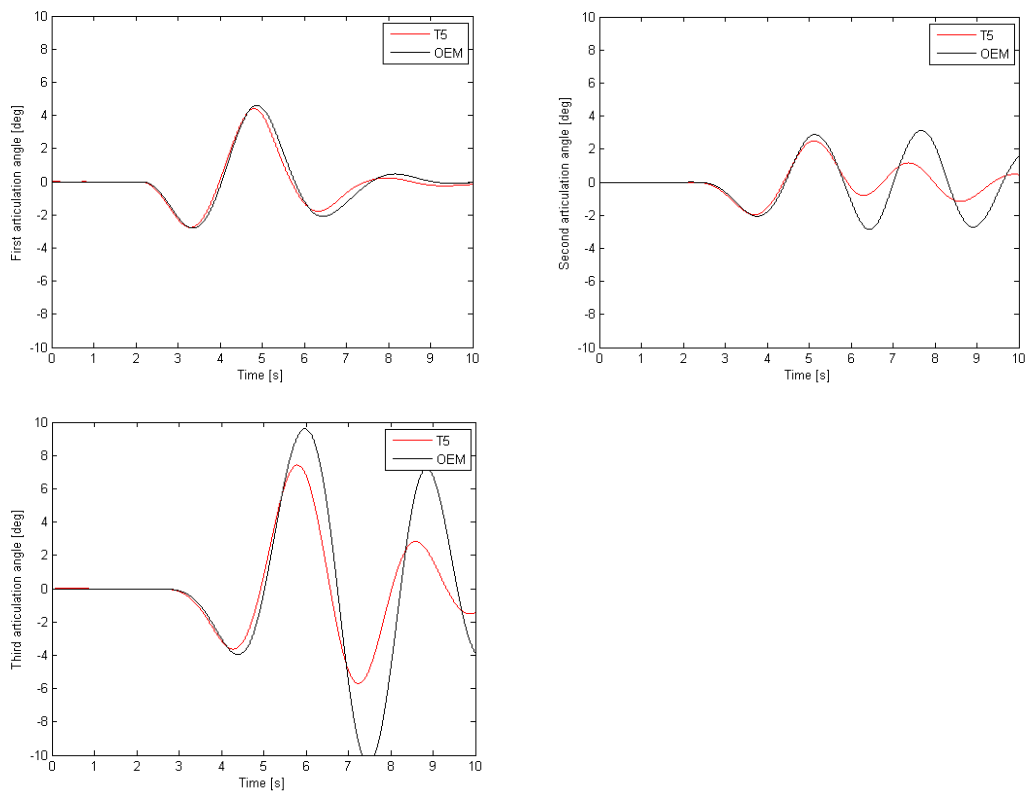 10
8
6
4
2
0
-2
-4
-6
-8
-10
First articulation angle [deg]
T5
OEM
0 1 2 3 4 5 6 7 8 9 10
Time [s]
10
8
6
4
2
0
-2
-4
-6
-8
-10
Second articulation angle [deg]
T5
OEM
0 1 2 3 4 5 6 7 8 9 10
Time [s]
10
8
6
4
2
0
-2
-4
-6
-8
-10
Third articulation angle [deg]
T5
OEM
0 1 2 3 4 5 6 7 8 9 10
Time [s]